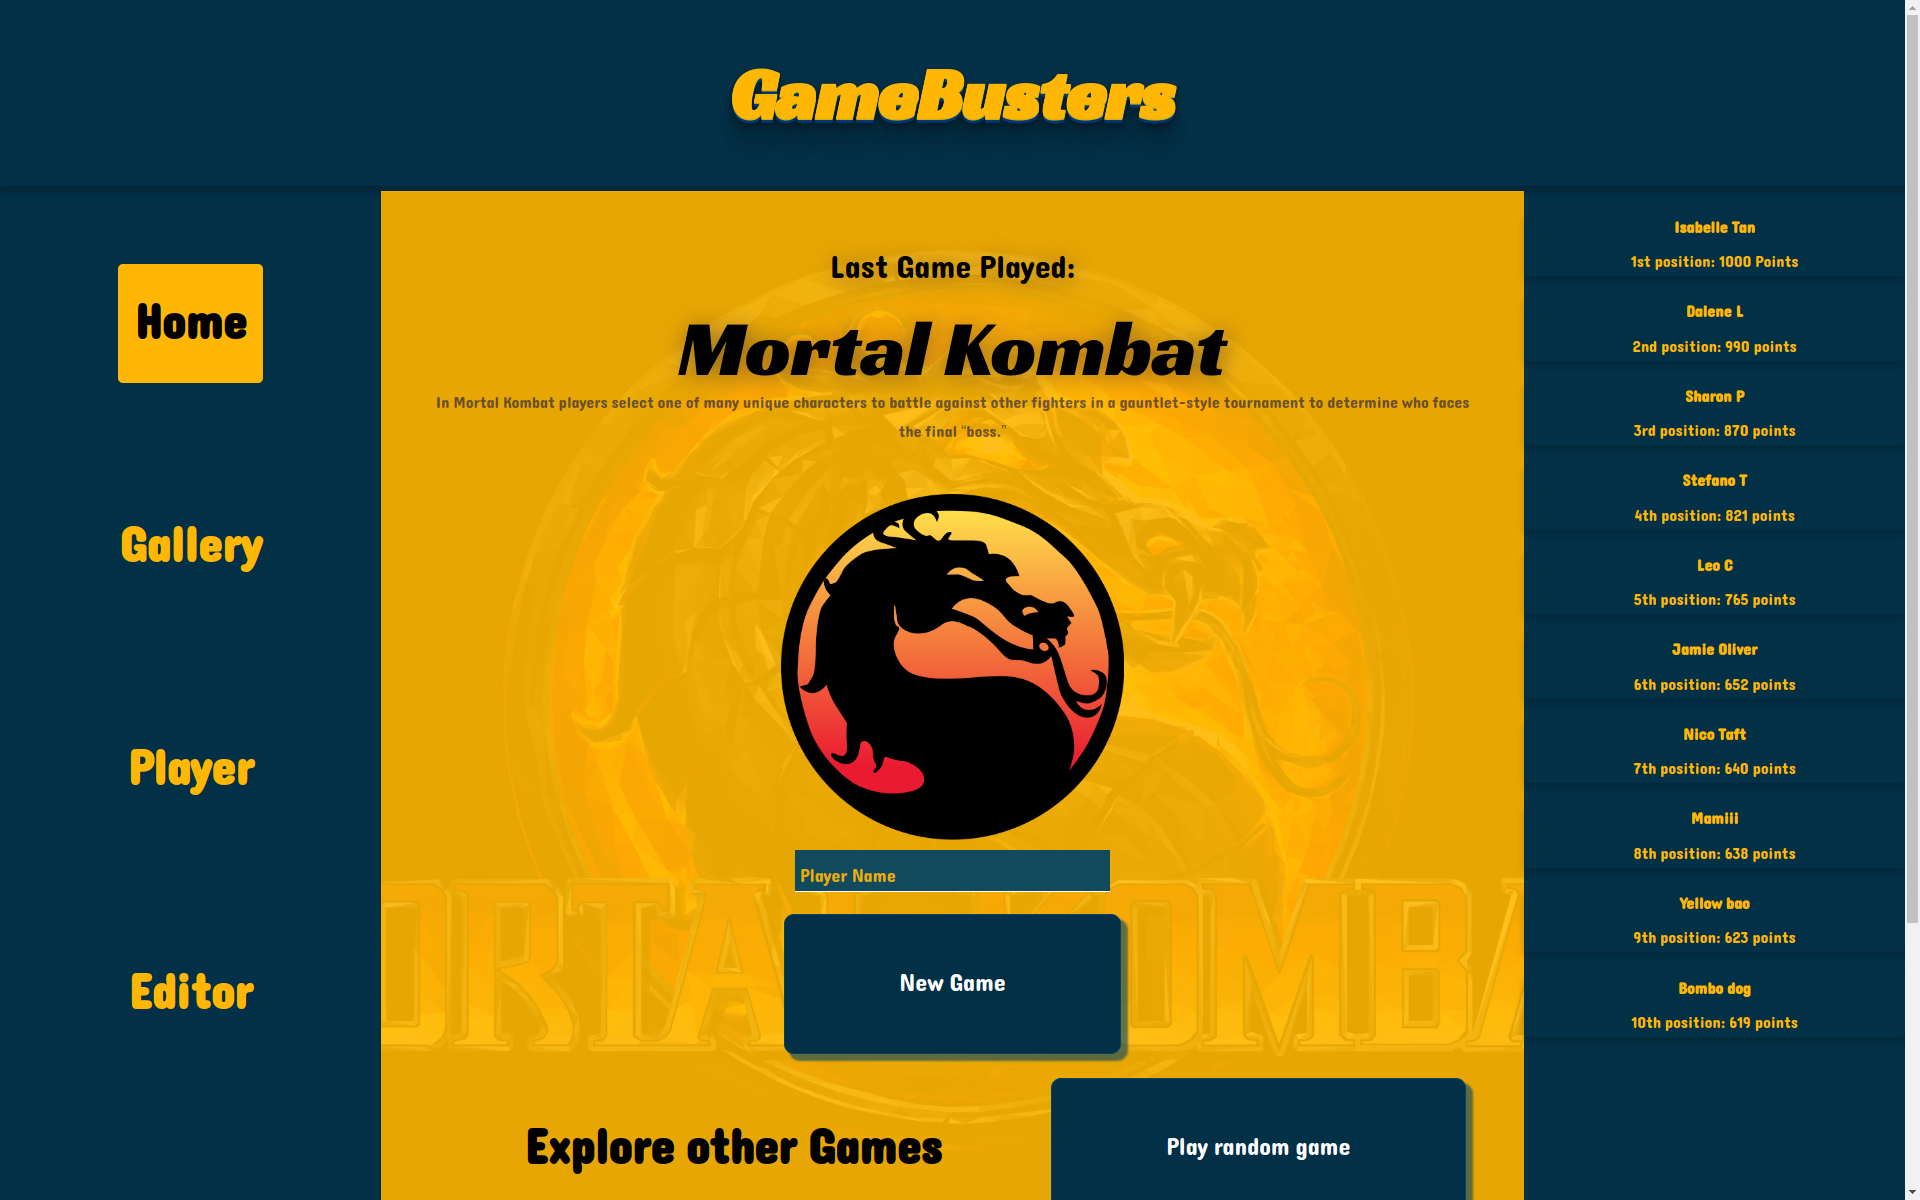 GameBusters
Home
Gallery
Player
Editor
Last Game Played:
Mortal Kombat
In Mortal Kombat players select one of many unique characters to battle against other fighters in a gauntlet-style tournament to determine who faces
the final “boss.”
Player Name
New Game
ORTAL KOMBA
Explore other Games
Play random game
Isabelle Tan
1st position: 1000 Points
Dalene L
2nd position: 990 points
Sharon P
3rd position: 870 points
Stefano T
4th position: 821 points
Leo C
5th position: 765 points
Jamie Oliver
6th position: 652 points
Nico Taft
7th position: 640 points
Mamiii
8th position: 638 points
Yellow bao
9th position: 623 points
Bombo dog
10th position: 619 points